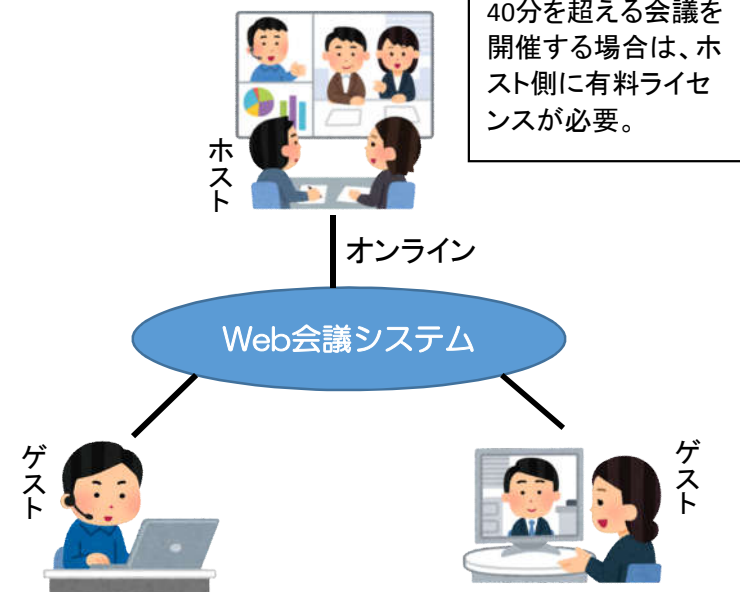 40分を超える会議を
開催する場合は、ホ
スト側に有料ライセ
ンスが必要。
ホスト
オンライン
Web会議システム
ゲスト
ゲスト